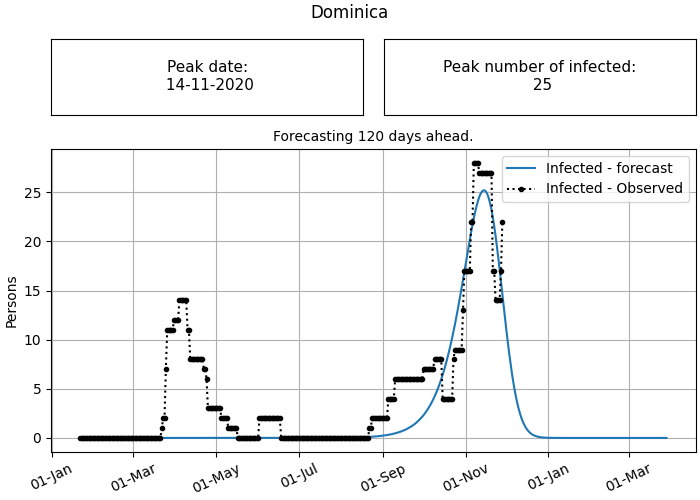 Dominica
Peak date:
14-11-2020
Peak number of infected:
25
Forecasting 120 days ahead.
Infected - forecast
Infected - Observed
Persons
25
20
15
10
5
0
01-Jan
01-Mar
01-May
01-Jul
01-Sep
01-Nov
01-Jan
01-Mar